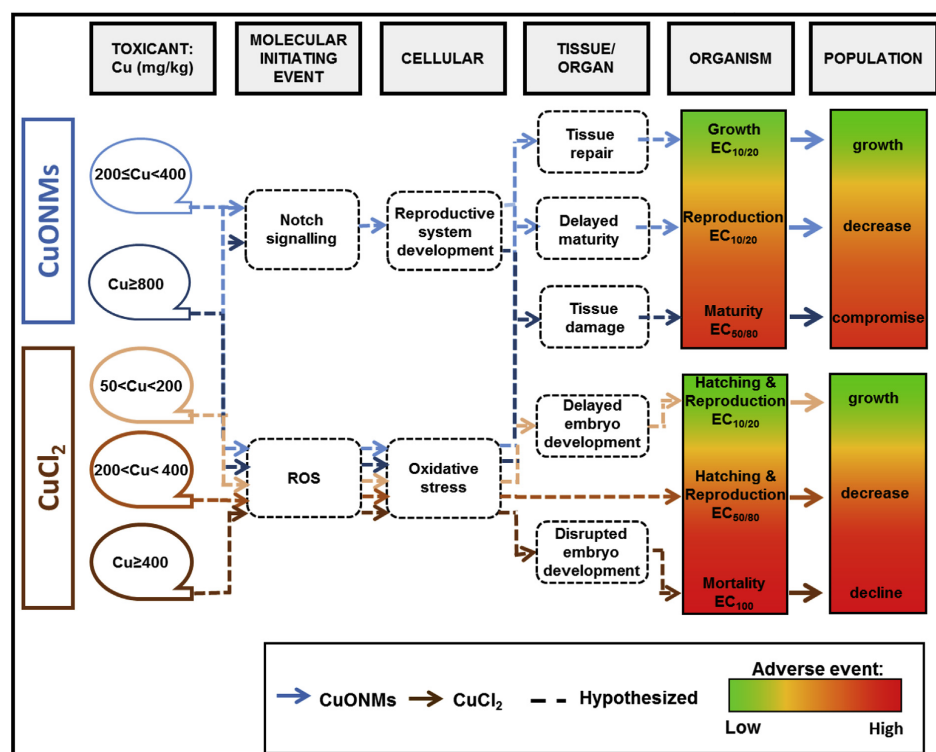 TOXICANT:
Cu (mg/kg)
MOLECULAR
INITIATING
EVENT
CELLULAR
TISSUE/
ORGAN
ORGANISM
POPULATION
CuONMs
200≤Cu<400
Cu≥800
Notch
signalling
Reproductive
system
development
Tissue
repair
Delayed
maturity
Tissue
damage
Growth
EC10/20
Reproduction
EC10/20
Maturity
EC50/80
growth
decrease
compromise
CuCl2
50<Cu<200
200<Cu< 400
Cu≥400
ROS
Oxidative
stress
Delayed
embryo
development
Disrupted
embryo
development
Hatching &
Reproduction
EC10/20
Hatching &
Reproduction
EC50/80
Mortality
EC100
growth
decrease
decline
CuONMs
CuCl2
Hypothesized
Adverse event:
Low
High